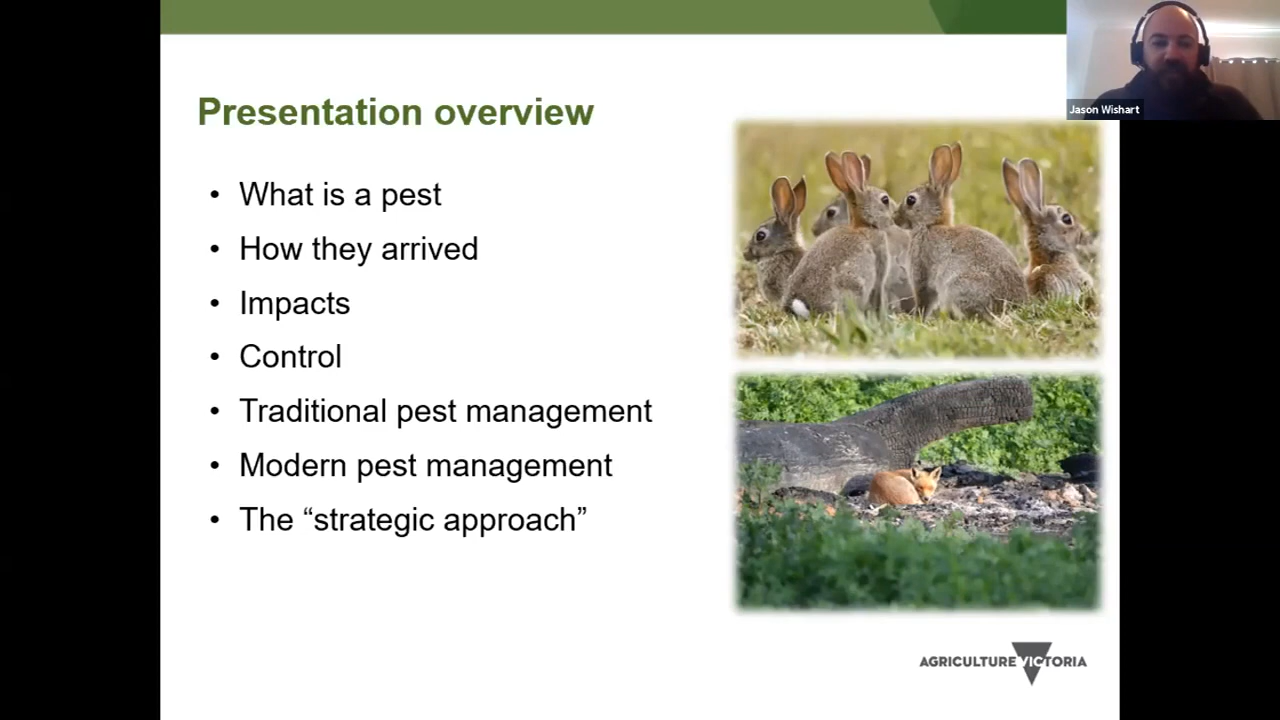 Presentation overview
• What is a pest
• How they arrived
• Impacts
• Control
• Traditional pest management
• Modern pest management
• The “strategic approach”
Jason Wishart
AGRICULTURE VICTORIA